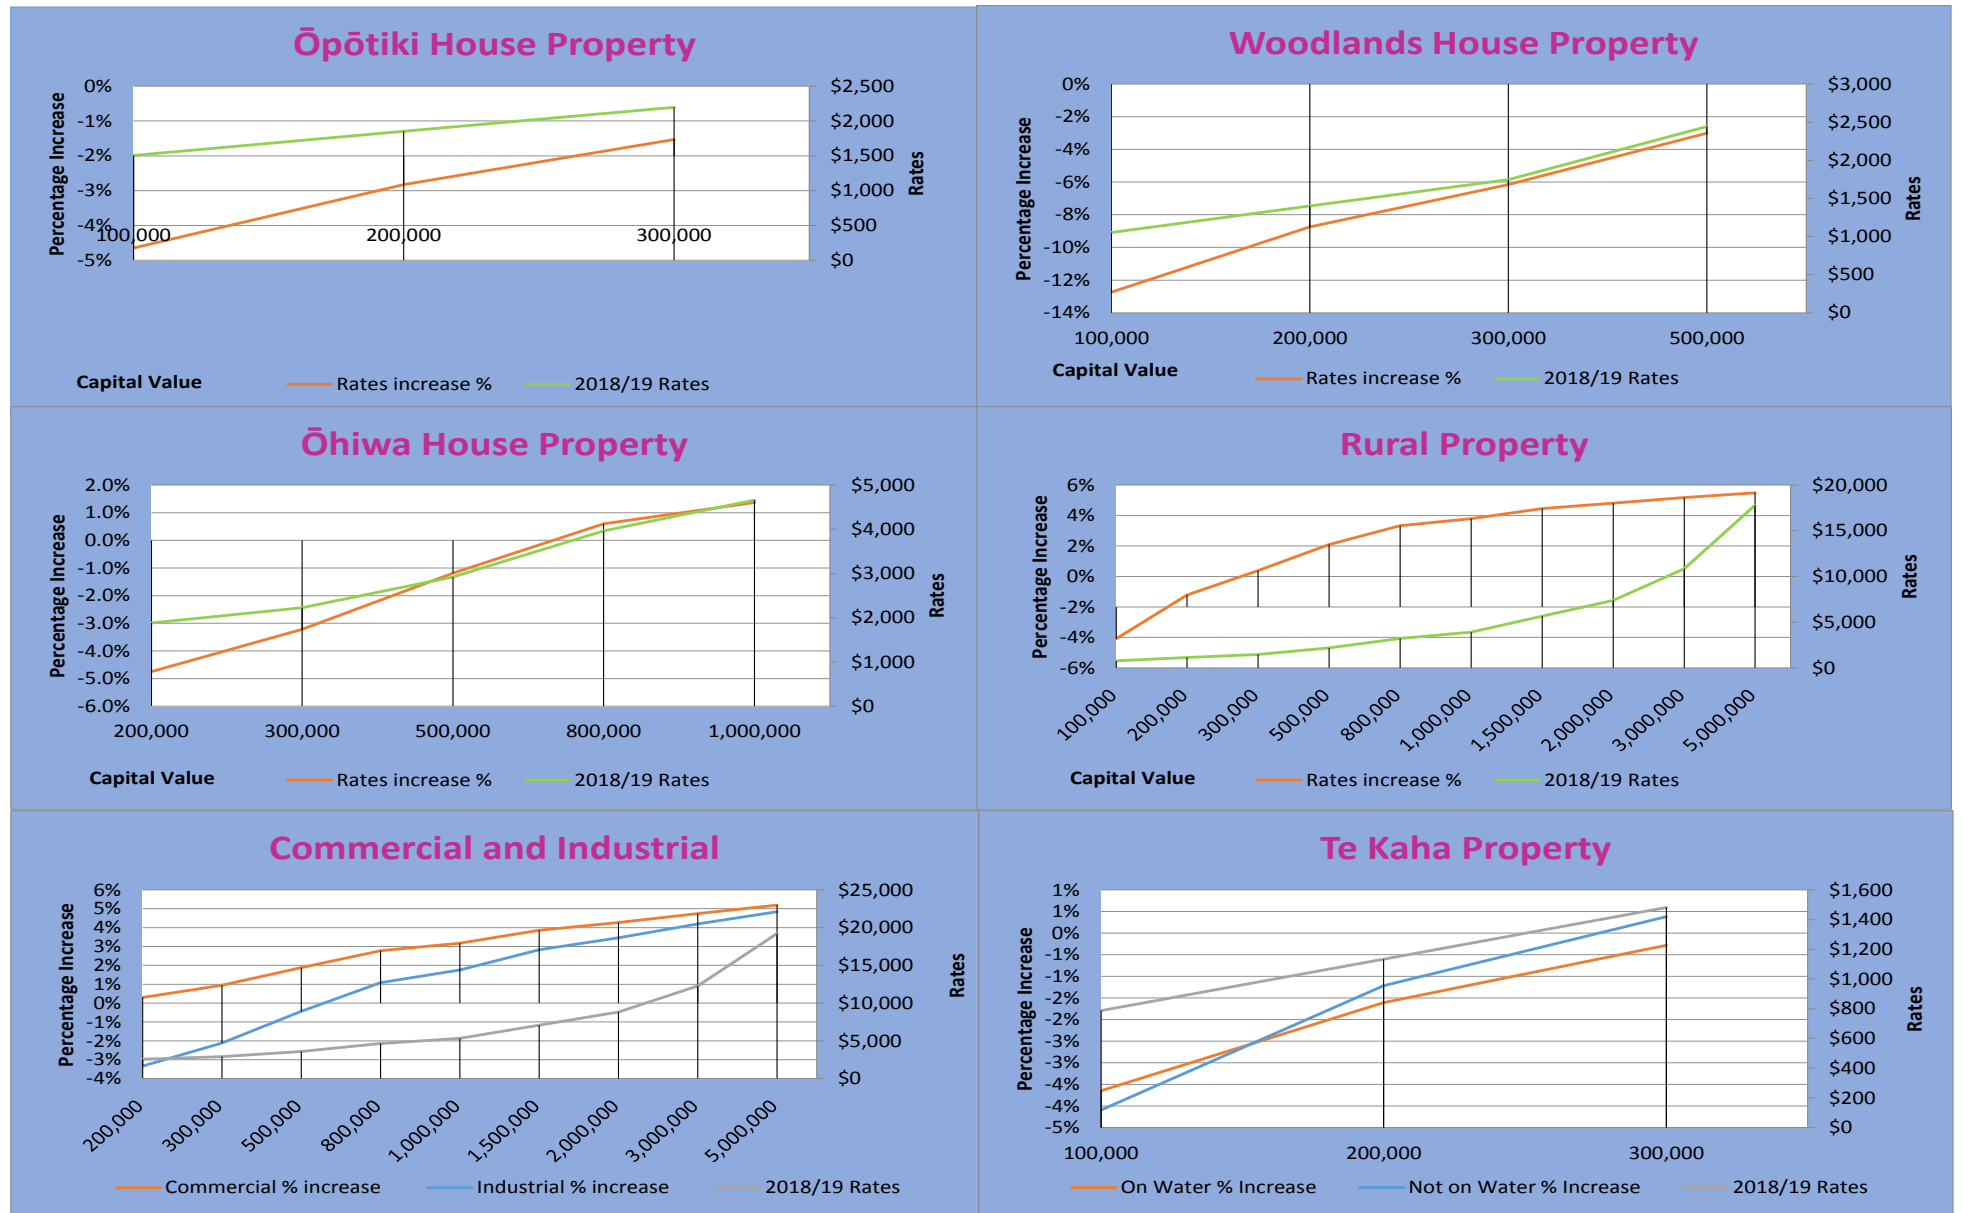 Ōpōtiki House Property
Percentage Increase
0%
-1%
-2%
-3%
-4%
-5%
$2,500
$2,000
$1,500
$1,000
$500
$0
Rates
100,000 200,000 300,000
Capital Value
Rates increase % 2018/19 Rates
Woodlands House Property
Percentage Increase
0%
-2%
-4%
-6%
-8%
-10%
-12%
-14%
$3,000
$2,500
$2,000
$1,500
$1,000
$500
$0
Rates
100,000 200,000 300,000 500,000
Capital Value
Rates increase % 2018/19 Rates
Ōhiwa House Property
Percentage Increase
2.0%
1.0%
0.0%
-1.0%
-2.0%
-3.0%
-4.0%
-5.0%
-6.0%
$5,000
$4,000
$3,000
$2,000
$1,000
$0
Rates
200,000 300,000 500,000 800,000 1,000,000
Capital Value
Rates increase % 2018/19 Rates
Rural Property
Percentage Increase
6%
4%
2%
0%
-2%
-4%
-6%
$20,000
$15,000
$10,000
$5,000
$0
Rates
100,000 200,000 300,000 500,000 800,000 1,000,000 1,500,000 2,000,000 3,000,000 5,000,000
Capital Value
Rates increase % 2018/19 Rates
Commercial and Industrial
Percentage Increase
6%
5%
4%
3%
2%
1%
0%
-1%
-2%
-3%
-4%
$25,000
$20,000
$15,000
$10,000
$5,000
$0
Rates
200,000 300,000 500,000 800,000 1,000,000 1,500,000 2,000,000 3,000,000 5,000,000
Commercial % increase Industrial % increase 2018/19 Rates
Te Kaha Property
Percentage Increase
1%
1%
0%
-1%
-1%
-2%
-2%
-3%
-3%
-4%
-4%
-5%
$1,600
$1,400
$1,200
$1,000
$800
$600
$400
$200
$0
Rates
100,000 200,000 300,000
On Water % Increase Not on Water % Increase 2018/19 Rates